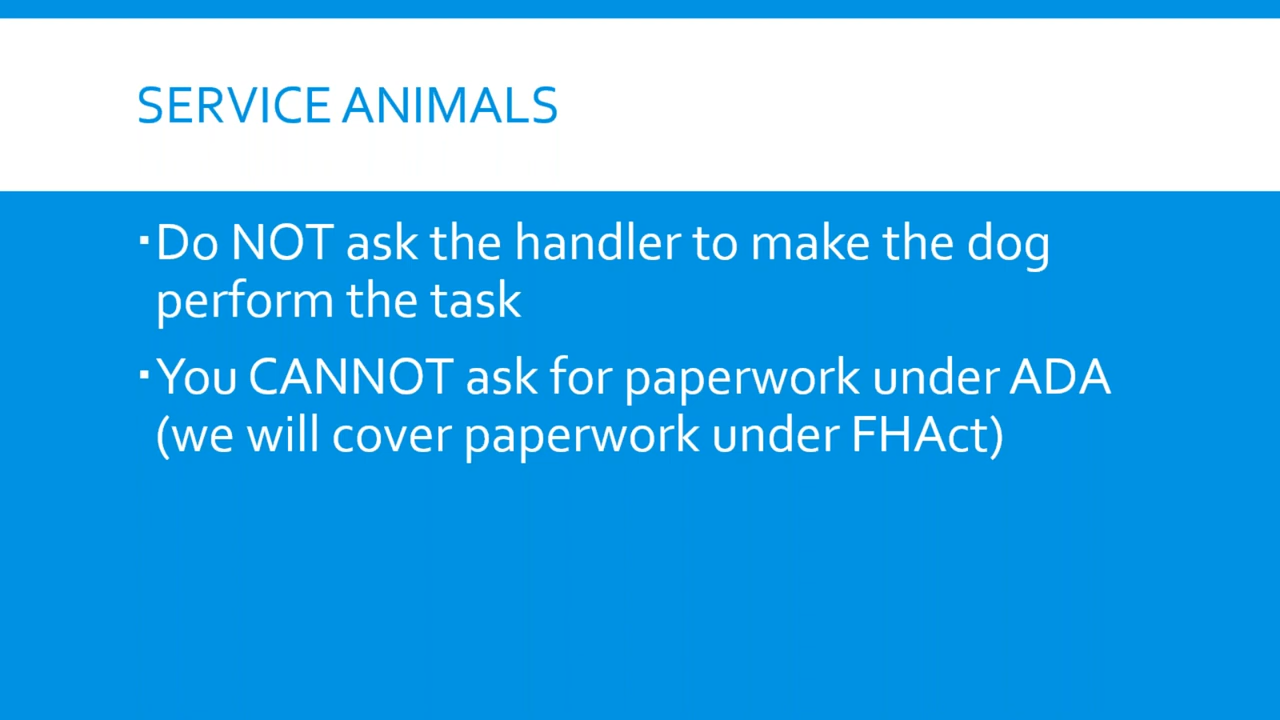 SERVICE ANIMALS
▪Do NOT ask the handler to make the dog
perform the task
▪You CANNOT ask for paperwork under ADA
(we will cover paperwork under FHAct)